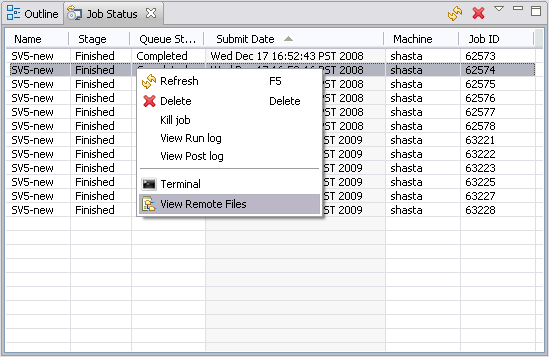 Outline Job Status
Name Stage Queue St... Submit Date Machine Job ID
SV5-new Finished Completed Wed Dec 17 16:52:43 PST 2008 shasta 62573
SV5-new Finished PST 2008 shasta 62574
SV5-new Finished Refresh F5 PST 2008 shasta 62575
SV5-new Finished Delete Delete PST 2008 shasta 62576
SV5-new Finished Kill job PST 2008 shasta 62577
SV5-new Finished View Run log PST 2008 shasta 62578
SV5-new Finished View Post log PST 2009 shasta 63221
SV5-new Finished PST 2009 shasta 63221
SV5-new Finished PST 2009 shasta 63223
SV5-new Finished Terminal PST 2009 shasta 63225
SV5-new Finished View Remote Files PST 2009 shasta 63227
SV5-new Finished PST 2009 shasta 63228